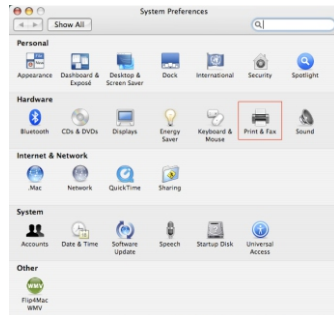 System Preferences
Show All
Personal
Appearance Dashboard & Exposé Desktop & Screen Saver Dock International Security Spotlight
Hardware
Bluetooth CDs & DVDs Displays Energy Saver Keyboard & Mouse Print & Fax Sound
Internet & Network
.Mac Network QuickTime Sharing
System
Accounts Date & Time Software Update Speech Startup Disk Universal Access
Other
WMV
Flip4Mac WMV